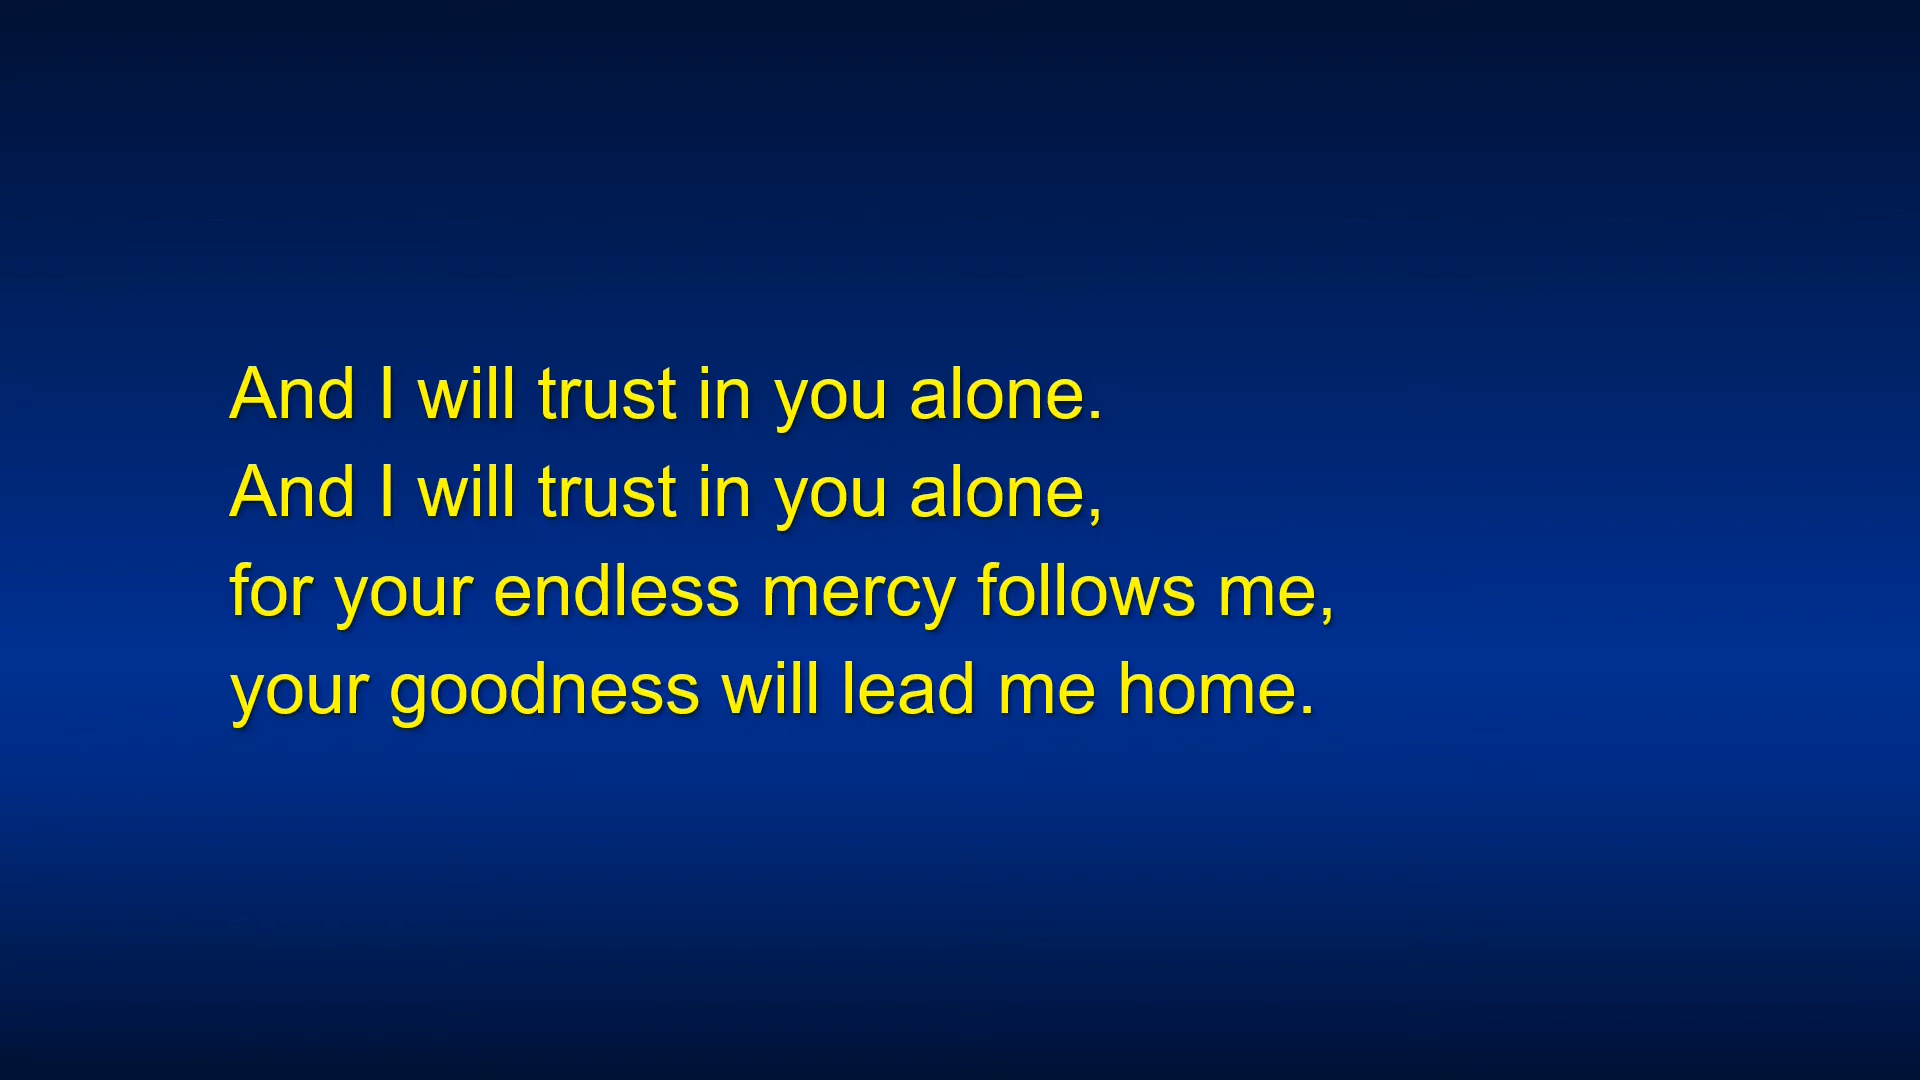 And I will trust in you alone.
And I will trust in you alone,
for your endless mercy follows me,
your goodness will lead me home.